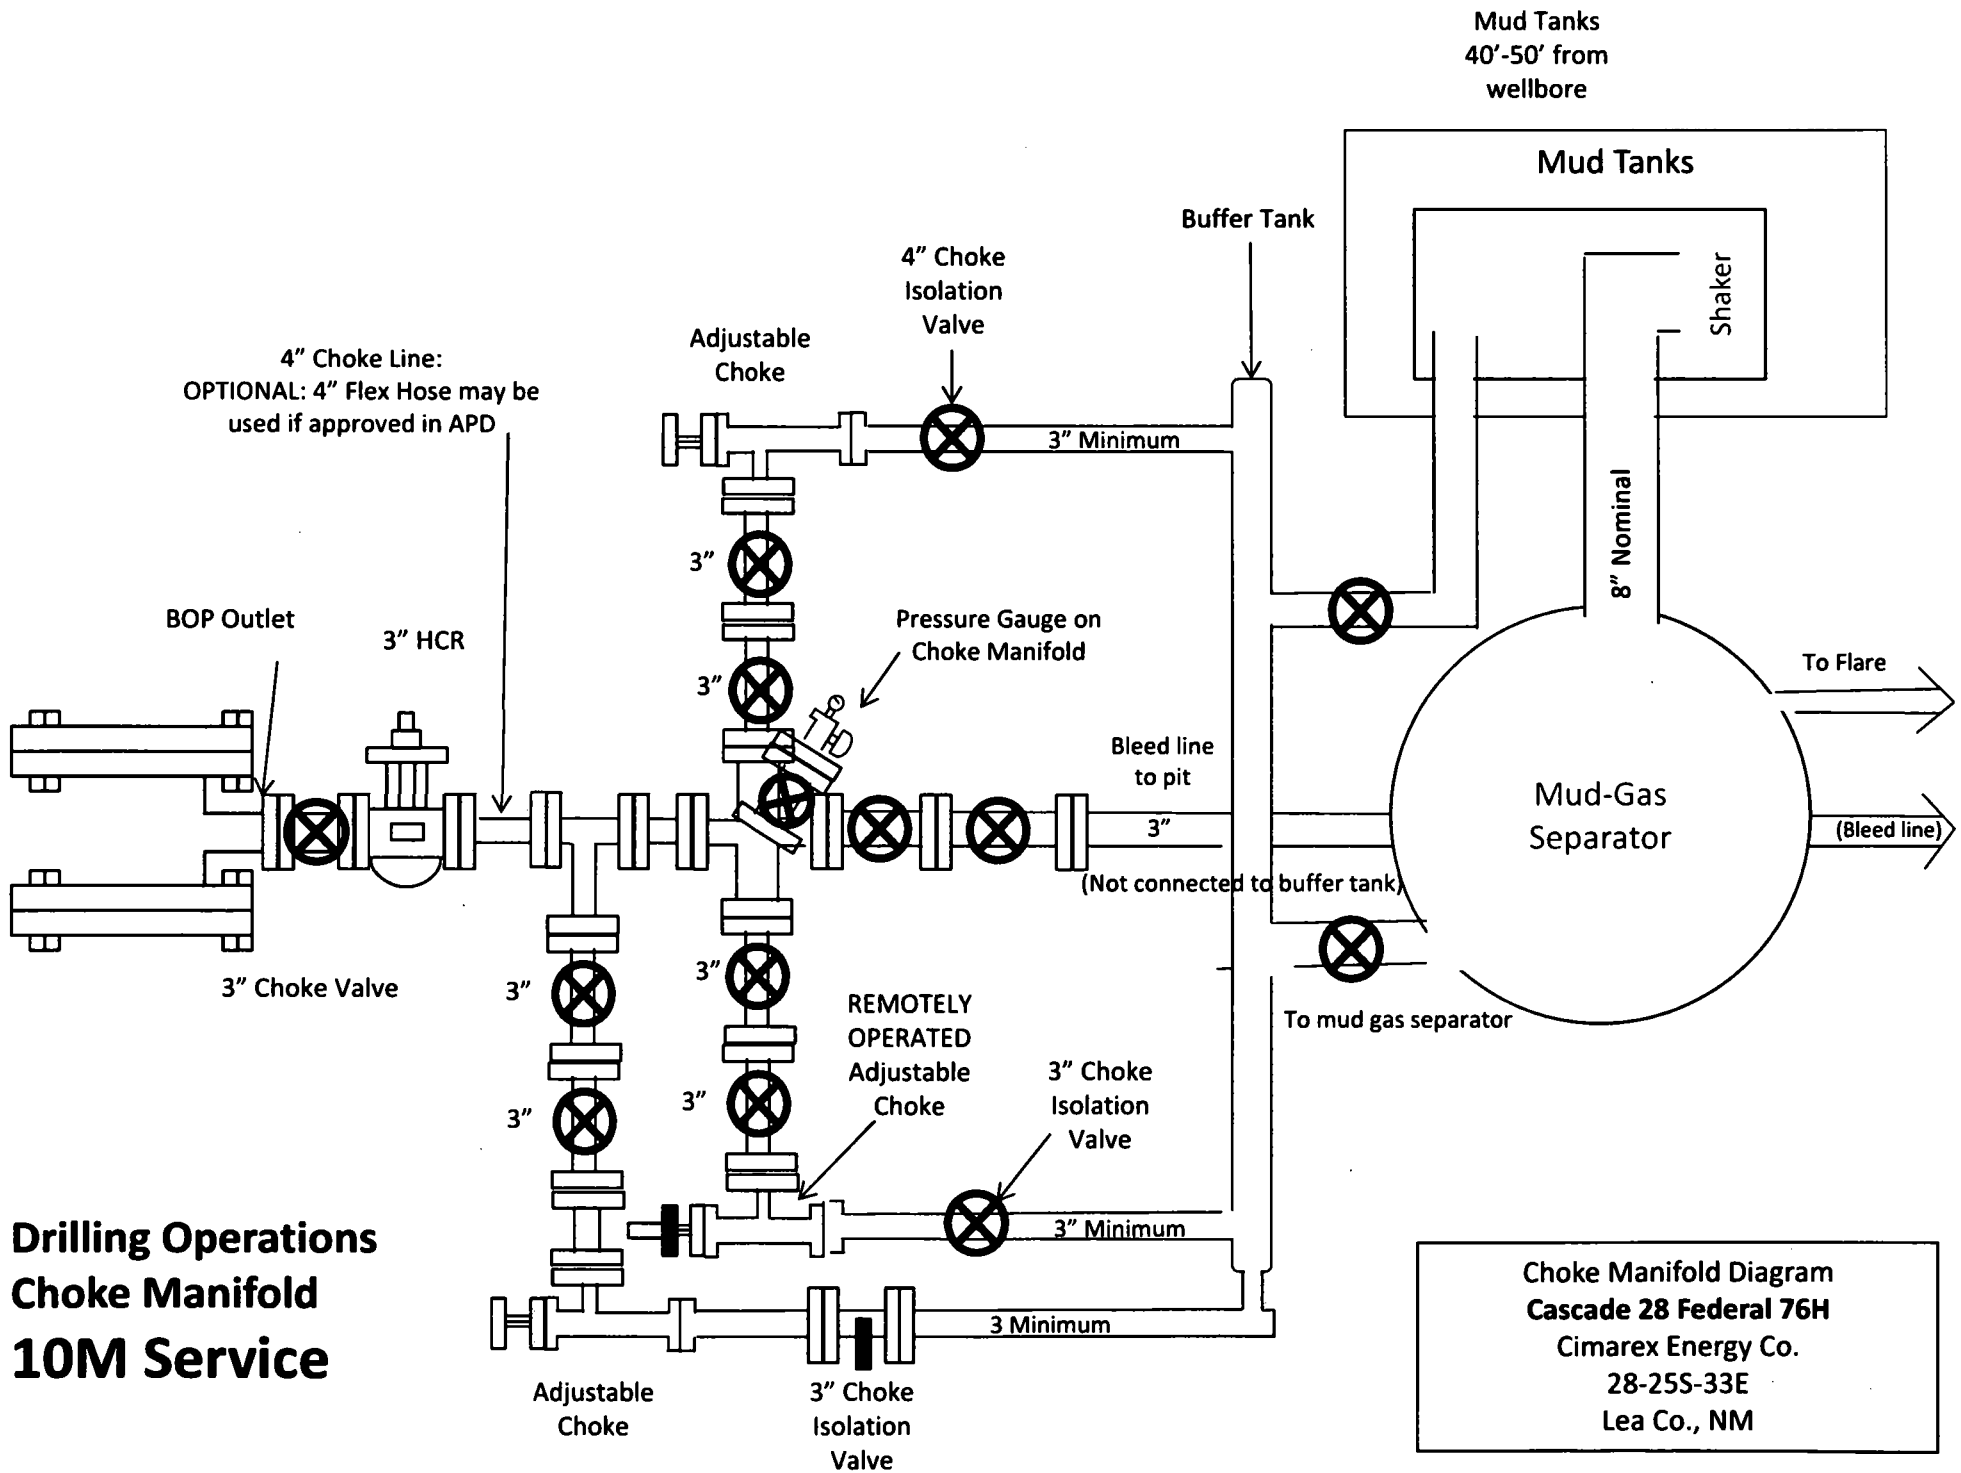 Mud Tanks
40’-50’ from
wellbore
Mud Tanks
Shaker
Buffer Tank
4” Choke
Isolation
Valve
Adjustable
Choke
4” Choke Line:
OPTIONAL: 4” Flex Hose may be
used if approved in APD
3” Minimum
8” Nominal
3”
BOP Outlet
3” HCR
Pressure Gauge on
Choke Manifold
3”
To Flare
Bleed line
to pit
3”
Mud-Gas
Separator
(Bleed line)
(Not connected to buffer tank)
3” Choke Valve
3”
3”
REMOTELY
OPERATED
Adjustable
Choke
To mud gas separator
3”
3”
3” Choke
Isolation
Valve
3” Minimum
3 Minimum
Adjustable
Choke
3” Choke
Isolation
Valve
Drilling Operations
Choke Manifold
10M Service
Choke Manifold Diagram
Cascade 28 Federal 76H
Cimarex Energy Co.
28-25S-33E
Lea Co., NM